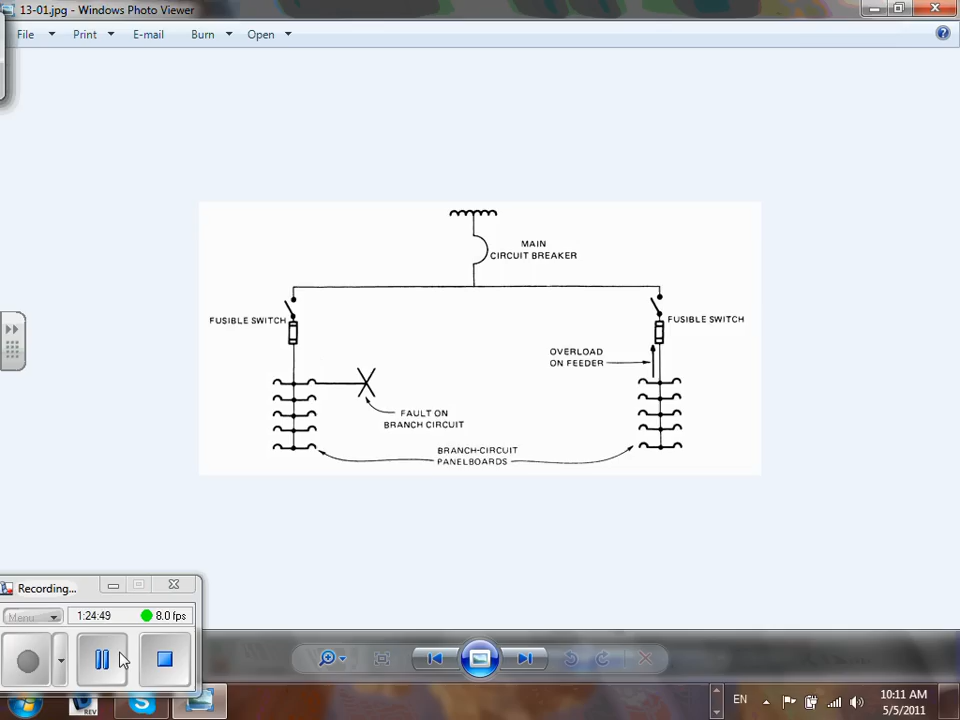 13-01.jpg - Windows Photo Viewer
File Print E-mail Burn Open
MAIN
CIRCUIT BREAKER
FUSIBLE SWITCH
FUSIBLE SWITCH
OVERLOAD
ON FEEDER
FAULT ON
BRANCH CIRCUIT
BRANCH-CIRCUIT
PANELBOARDS
Recording...
Menu 1:24:49 8.0 fps
REV
EN
10:11 AM
5/5/2011